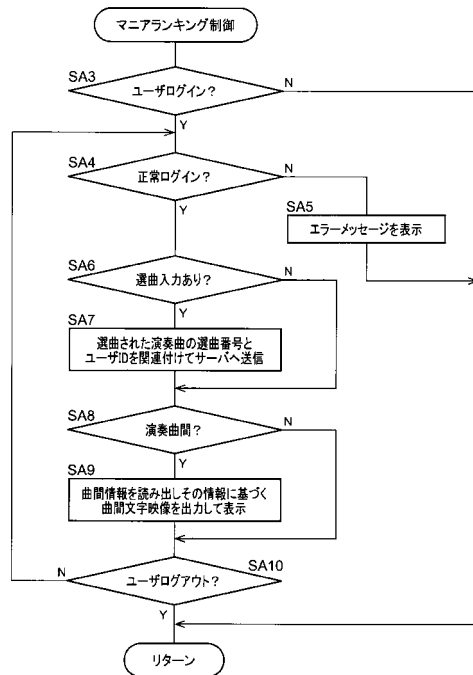 マニアランキング制御
SA3
ユーザログイン?
N
Y
SA4
正常ログイン?
N
Y
SA5
エラーメッセージを表示
SA6
選曲入力あり?
N
Y
SA7
選曲された演奏曲の選曲番号と
ユーザIDを関連付けてサーバへ送信
SA8
演奏曲間?
N
Y
SA9
曲間情報を読み出しその情報に基づく
曲間文字映像を出力して表示
SA10
ユーザログアウト?
N
Y
リターン